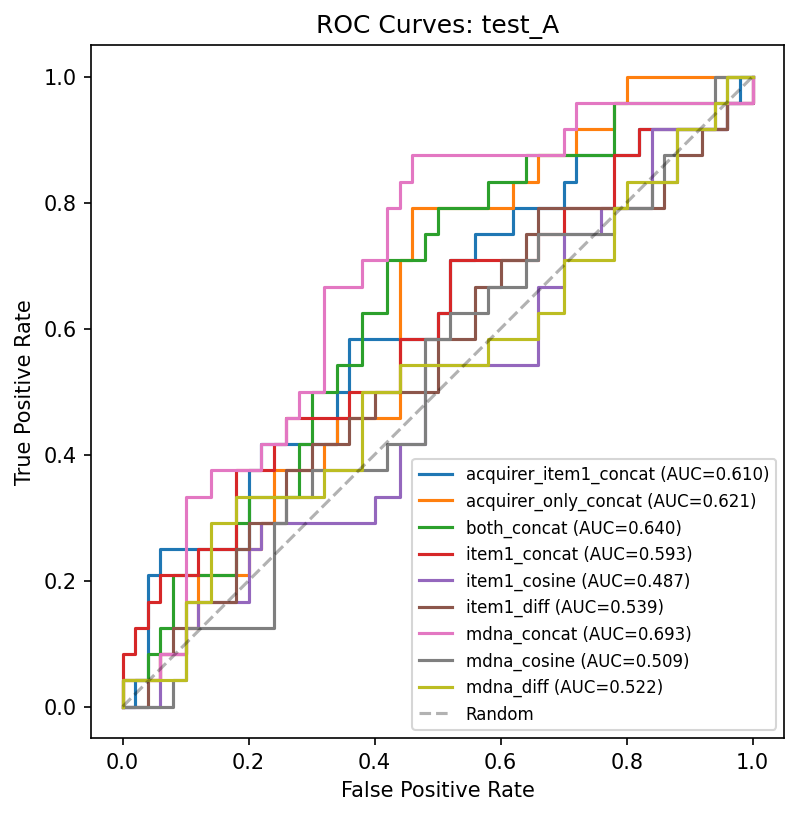 ROC Curves: test_A
True Positive Rate
1.0
0.8
0.6
0.4
0.2
0.0
acquirer_item1_concat (AUC=0.610)
acquirer_only_concat (AUC=0.621)
both_concat (AUC=0.640)
item1_concat (AUC=0.593)
item1_cosine (AUC=0.487)
item1_diff (AUC=0.539)
mdna_concat (AUC=0.693)
mdna_cosine (AUC=0.509)
mdna_diff (AUC=0.522)
Random
0.0 0.2 0.4 0.6 0.8 1.0
False Positive Rate